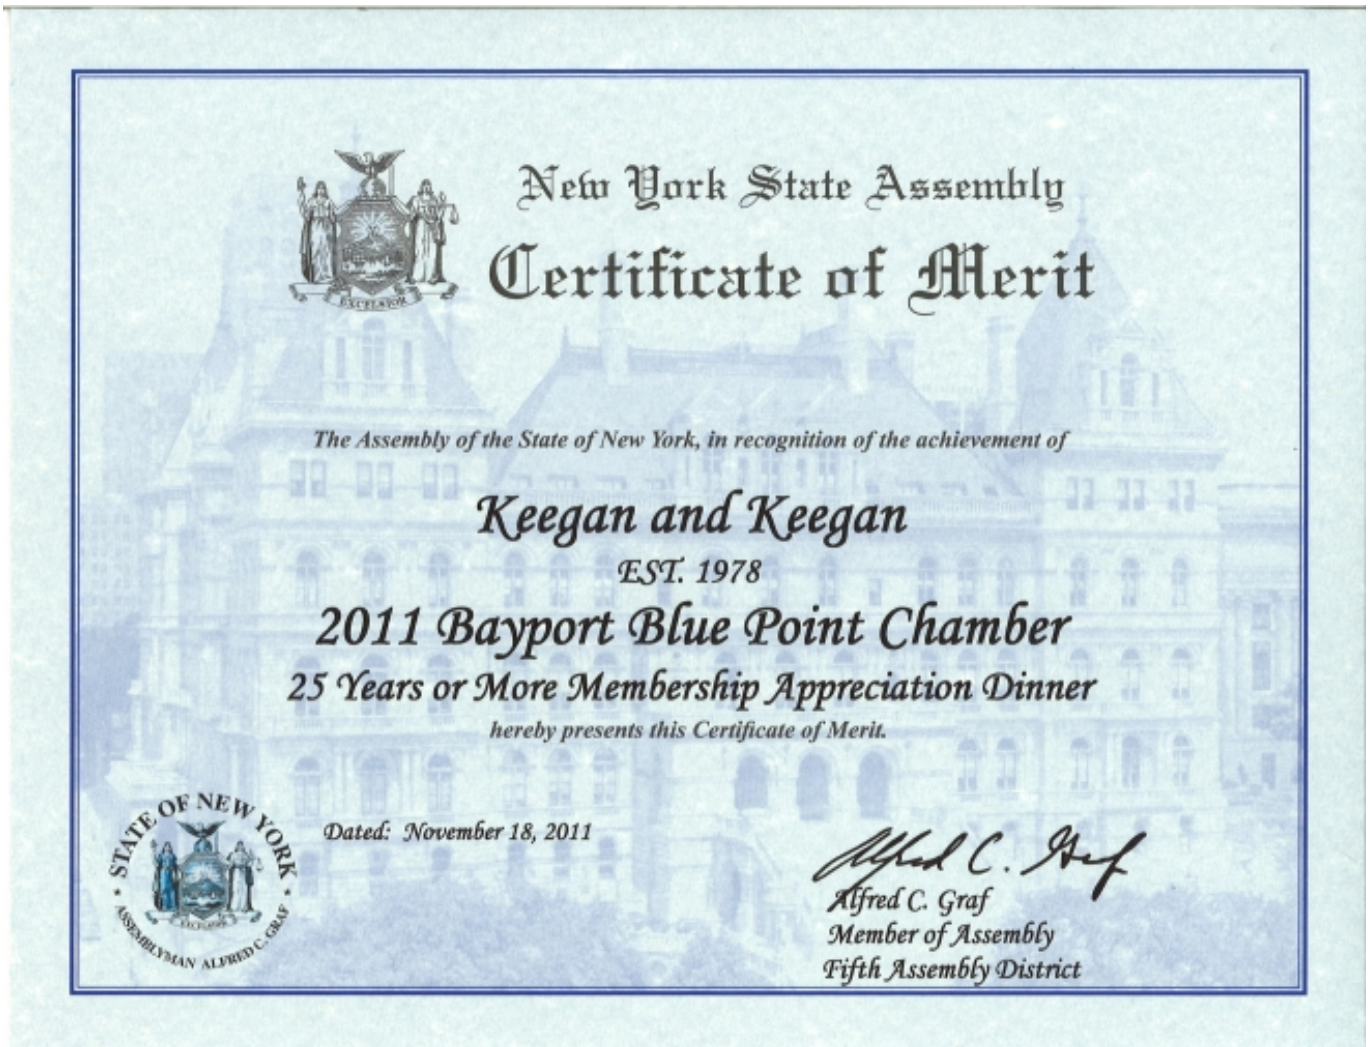 New York State Assembly
Certificate of Merit
EXCELSIOR
The Assembly of the State of New York, in recognition of the achievement of
Keegan and Keegan
EST. 1978
2011 Bayport Blue Point Chamber
25 Years or More Membership Appreciation Dinner
hereby presents this Certificate of Merit.
STATE OF NEW YORK
EXCELSIOR
ASSEMBLYMAN ALFRED C. GRAF
Dated: November 18, 2011
Alfred C. Graf
Alfred C. Graf
Member of Assembly
Fifth Assembly District